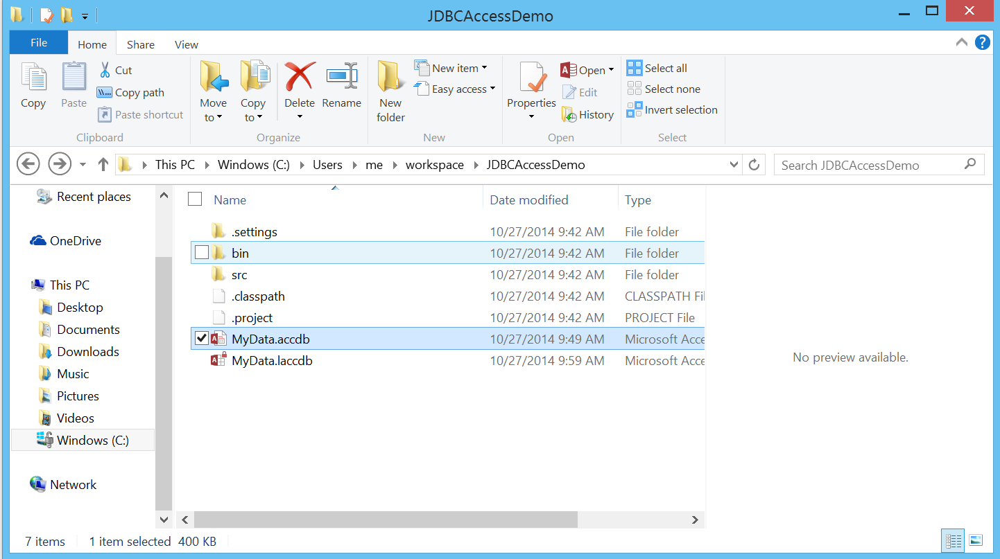 JDBCAccessDemo
File Home Share View
Copy Paste Cut Copy path Paste shortcut
Clipboard
Move to Copy to Delete Rename
Organize
New folder New item Easy access
New
Properties Open Edit History
Open
Select all Select none Invert selection
Select
This PC Windows (C:) Users me workspace JDBCAccessDemo Search JDBCAccessDemo
Recent places
OneDrive
This PC
Desktop
Documents
Downloads
Music
Pictures
Videos
Windows (C:)
Network
Name Date modified Type
.settings 10/27/2014 9:42 AM File folder
bin 10/27/2014 9:42 AM File folder
src 10/27/2014 9:42 AM File folder
.classpath 10/27/2014 9:42 AM CLASSPATH Fil
.project 10/27/2014 9:42 AM PROJECT File
MyData.accdb 10/27/2014 9:49 AM Microsoft Acce
MyData.laccdb 10/27/2014 9:59 AM Microsoft Acce
No preview available.
7 items 1 item selected 400 KB